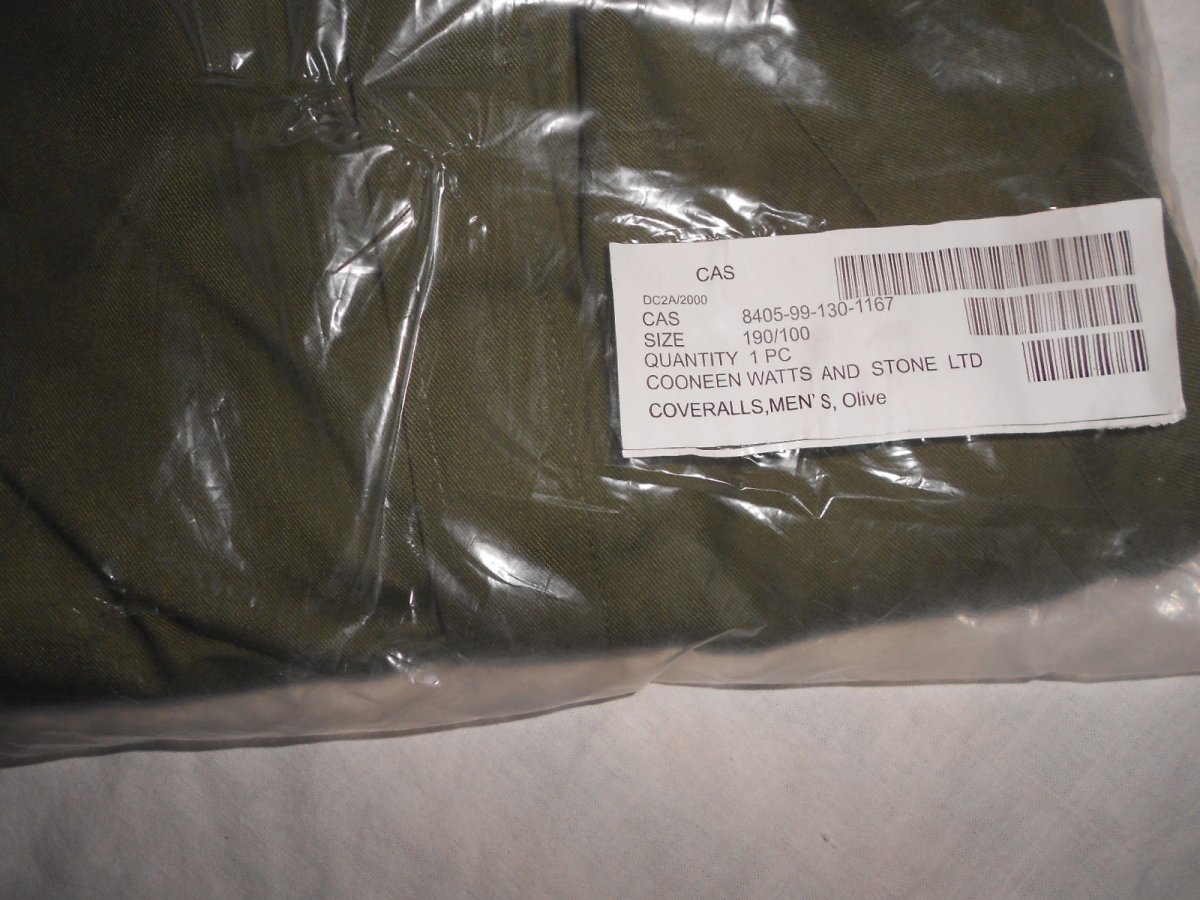 CAS
DC2A/2000
CAS 8405-99-130-1167
SIZE 190/100
QUANTITY 1 PC
COONEEN WATTS AND STONE LTD
COVERALLS,MEN'S, Olive